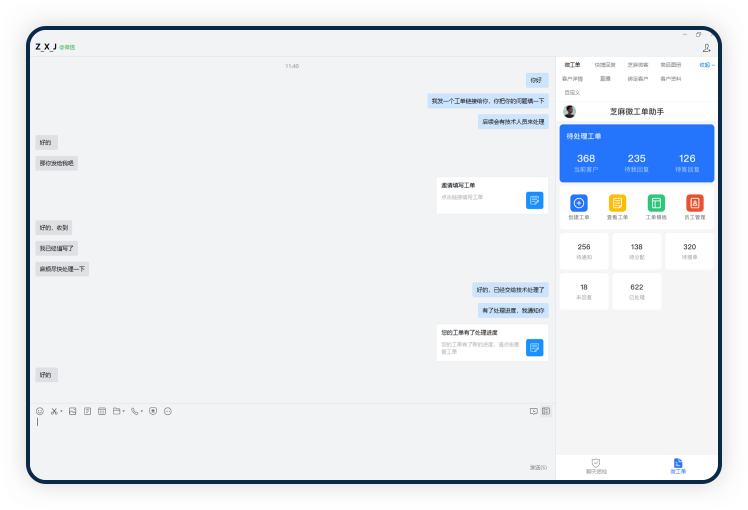 Z_X_J @微信
11:40
你好
我发一个工单链接给你，你把你的问题填一下
后续会有技术人员来处理
好的
那你发给我吧
邀请填写工单
点击链接填写工单
好的，收到
我已经填写了
麻烦尽快处理一下
好的，已经交给技术处理了
有了处理进度，我通知你
您的工单有了处理进度
您的工单有了新的进度，请点击查
看工单
好的
发送(S)
微工单 快捷回复 芝麻微客 商品图册 收起
客户详情 直播 绑定客户 客户资料
自定义
芝麻微工单助手
待处理工单
368 235 126
当前客户 待我回复 待客回复
创建工单 查看工单 工单模板 员工管理
256 138 320
待通知 待分配 待接单
18 622
未回复 已处理
聊天质检 微工单